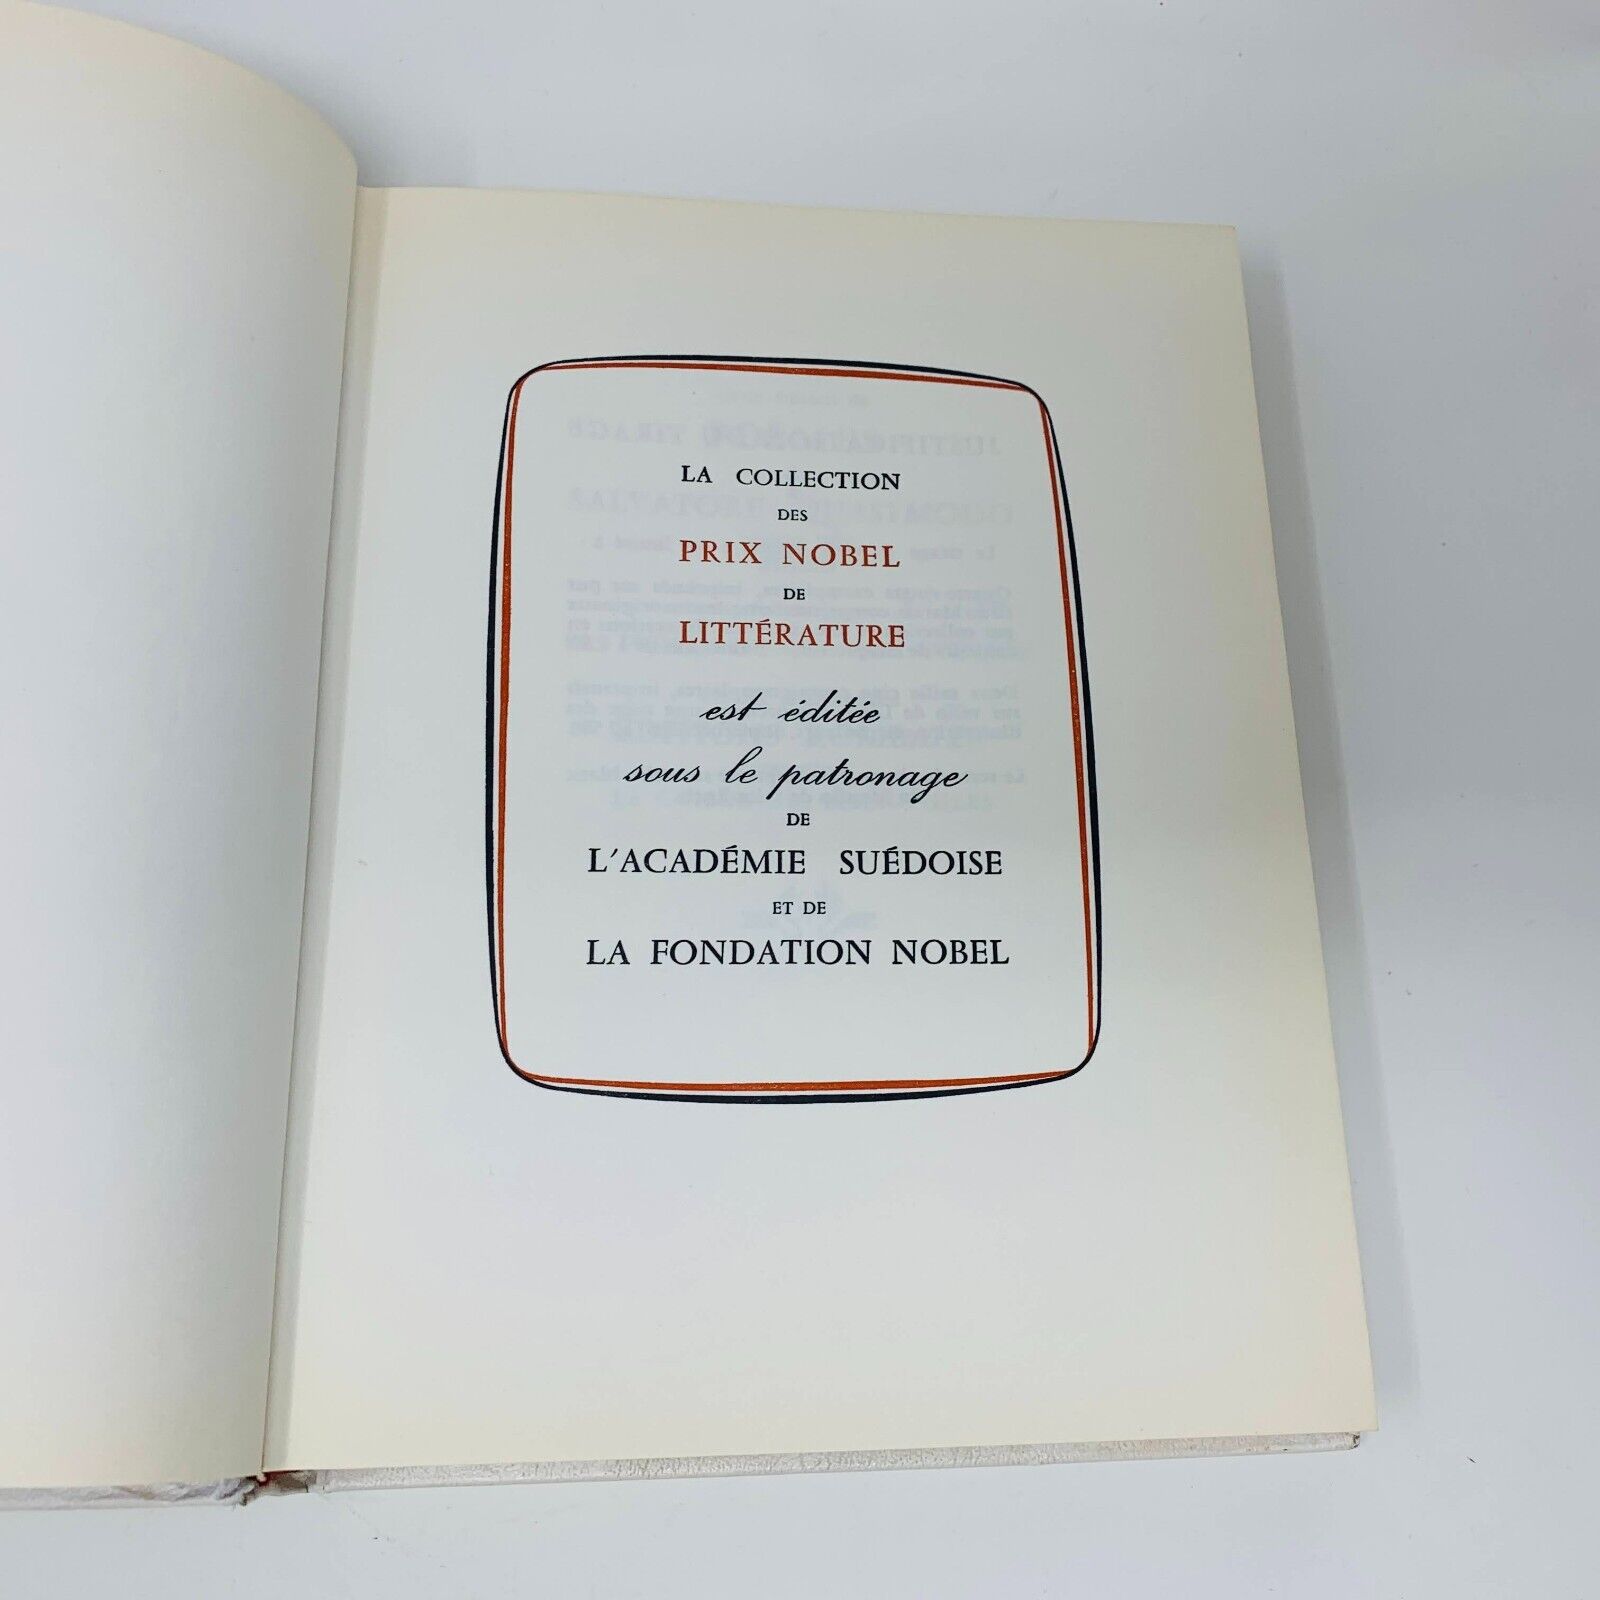 LA COLLECTION
DES
PRIX NOBEL
DE
LITTÉRATURE
est éditée
sous le patronage
DE
L'ACADÉMIE SUÉDOISE
ET DE
LA FONDATION NOBEL